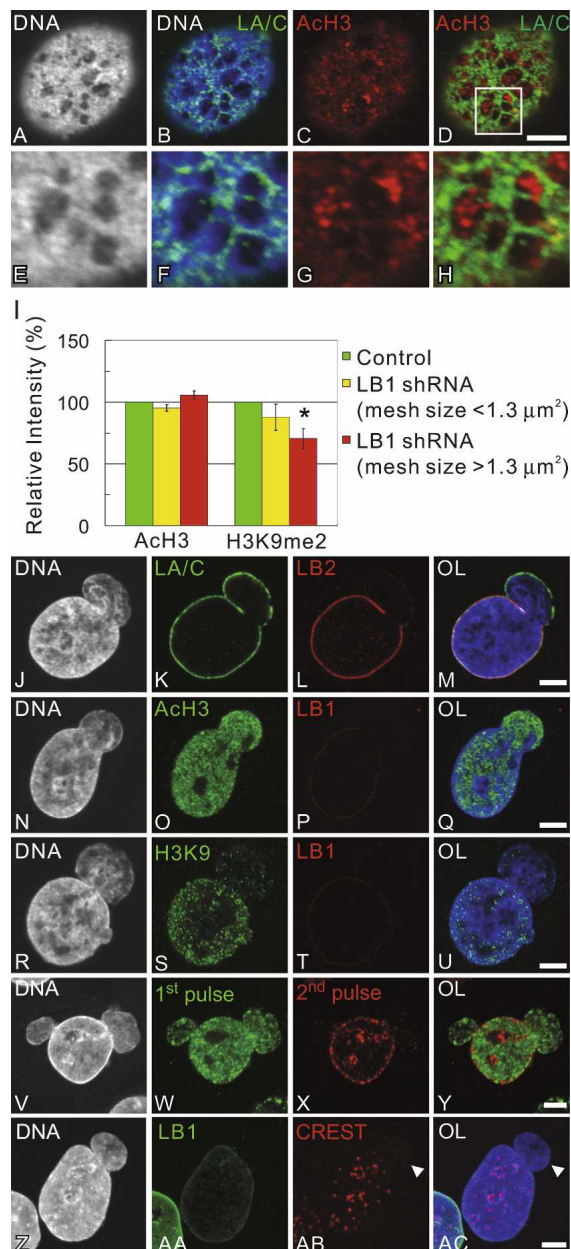 DNA DNA LA/C AcH3 AcH3 LA/C
A B C D
E F G H
I
Relative Intensity (%)
150
100
50
0
*
AcH3 H3K9me2
Control
LB1 shRNA
(mesh size <1.3 µm²)
LB1 shRNA
(mesh size >1.3 µm²)
DNA LA/C LB2 OL
J K L M
DNA AcH3 LB1 OL
N O P Q
DNA H3K9 LB1 OL
R S T U
DNA 1st pulse 2nd pulse OL
V W X Y
DNA LB1 CREST OL
Z AA AB AC